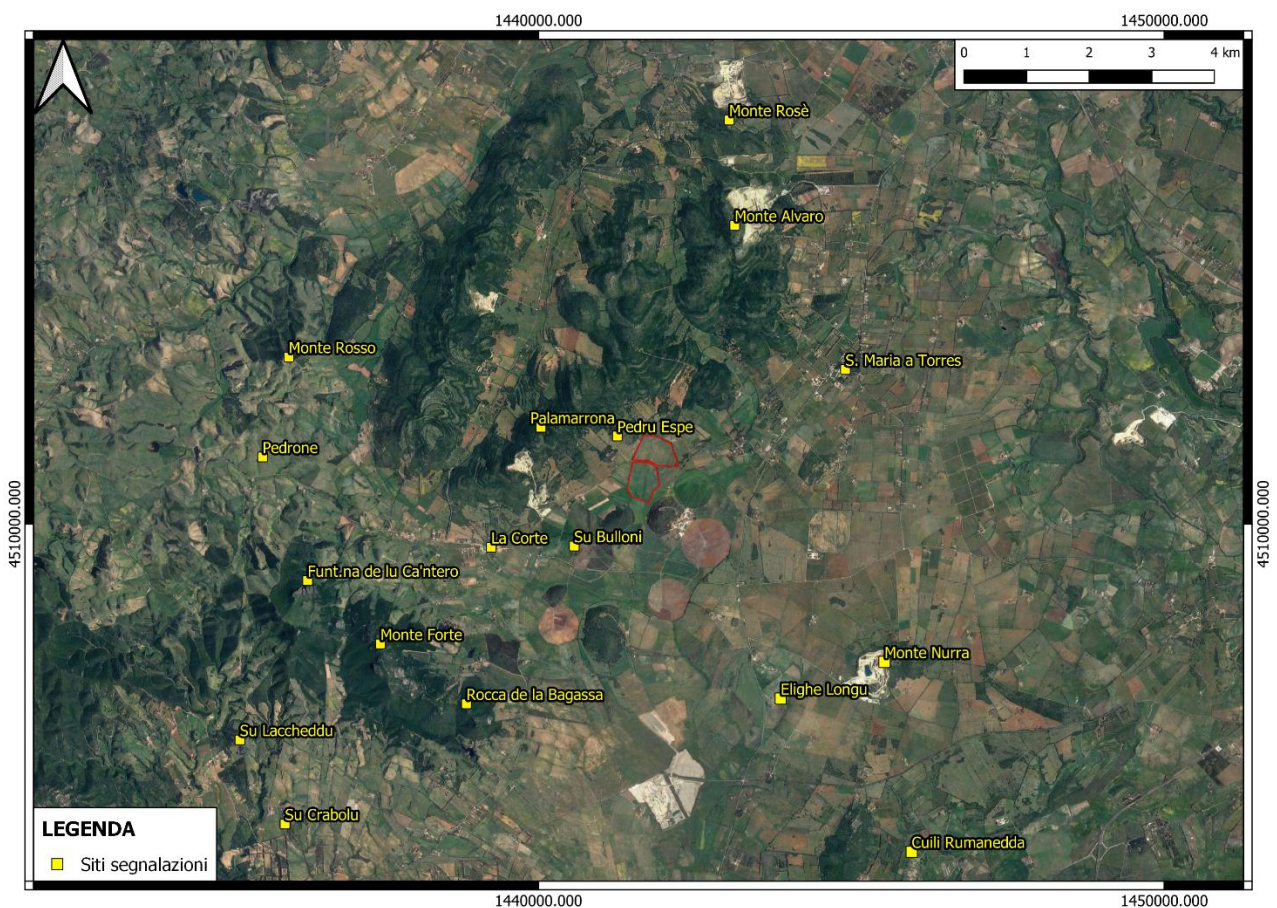 1440000.000
1450000.000
0 1 2 3 4 km
Monte Rosè
Monte Alvaro
Monte Rosso
S. Maria a Torres
Palamarrona
Pedru Espe
Pedrone
4510000.000
4510000.000
La Corte
Su Bulloni
Funt.na de lu Ca'ntero
Monte Forte
Monte Nurra
Elighe Longu
Rocca de la Bagassa
Su Laccheddu
Su Crabolu
Cuili Rumanedda
LEGENDA
Siti segnalazioni
1440000.000
1450000.000